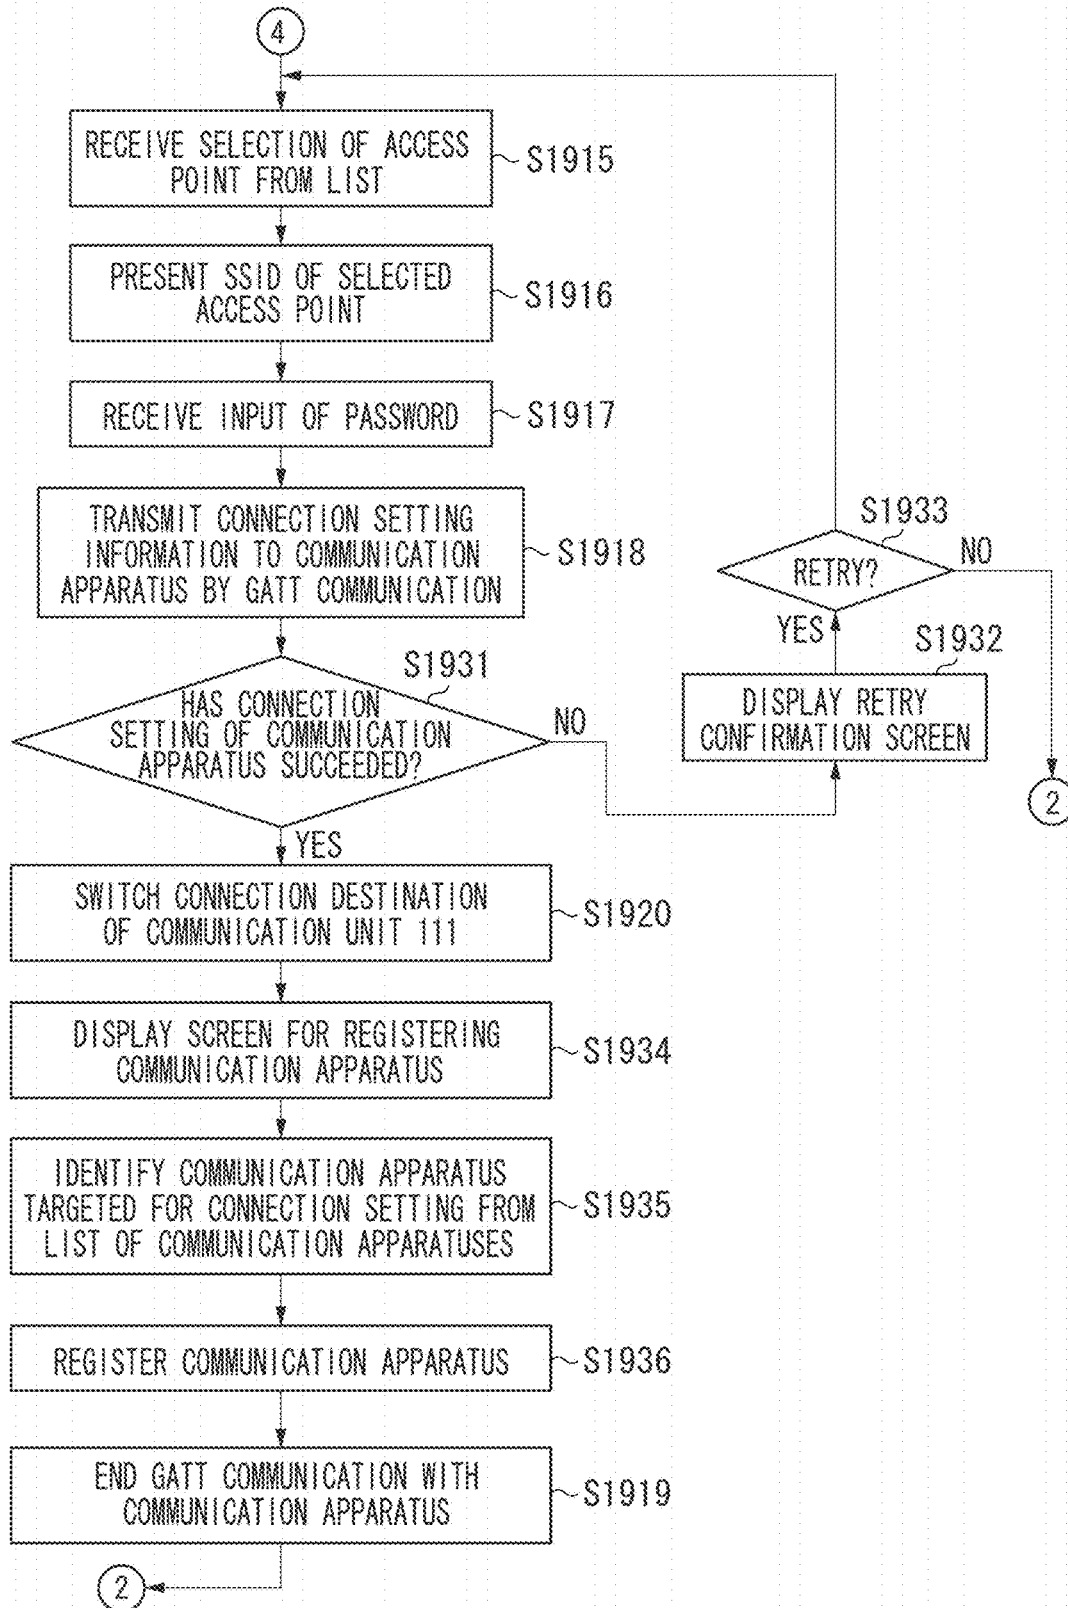 4
RECEIVE SELECTION OF ACCESS
POINT FROM LIST
S1915
PRESENT SSID OF SELECTED
ACCESS POINT
S1916
RECEIVE INPUT OF PASSWORD
S1917
TRANSMIT CONNECTION SETTING
INFORMATION TO COMMUNICATION
APPARATUS BY GATT COMMUNICATION
S1918
S1931
HAS CONNECTION
SETTING OF COMMUNICATION
APPARATUS SUCCEEDED?
NO
YES
S1933
RETRY?
NO
YES
S1932
DISPLAY RETRY
CONFIRMATION SCREEN
2
SWITCH CONNECTION DESTINATION
OF COMMUNICATION UNIT 111
S1920
DISPLAY SCREEN FOR REGISTERING
COMMUNICATION APPARATUS
S1934
IDENTIFY COMMUNICATION APPARATUS
TARGETED FOR CONNECTION SETTING FROM
LIST OF COMMUNICATION APPARATUSES
S1935
REGISTER COMMUNICATION APPARATUS
S1936
END GATT COMMUNICATION WITH
COMMUNICATION APPARATUS
S1919
2